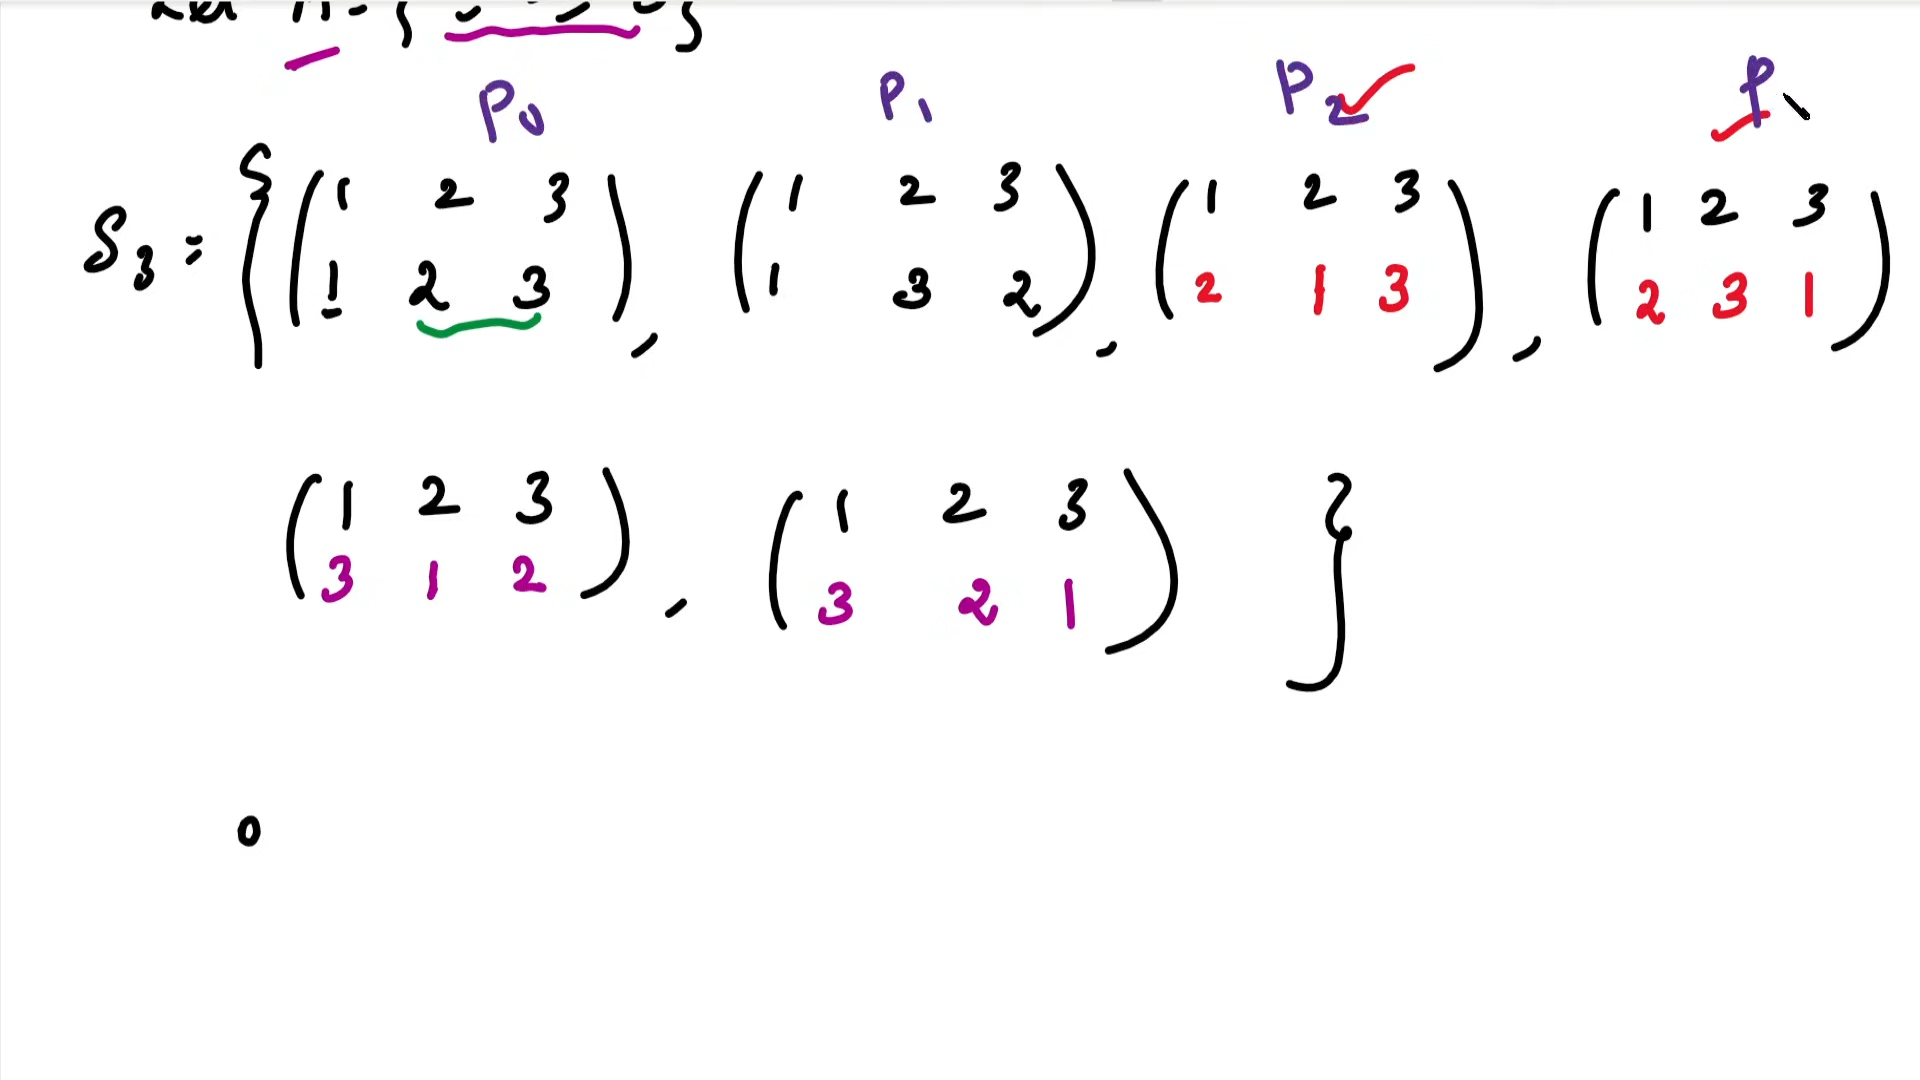 P0 P1 P2 P
S3 = { ( 1 2 3 ) , ( 1 2 3 ) , ( 1 2 3 ) , ( 1 2 3 )
1 2 3 1 3 2 2 1 3 2 3 1
( 1 2 3 ) , ( 1 2 3 ) }
3 1 2 3 2 1
0